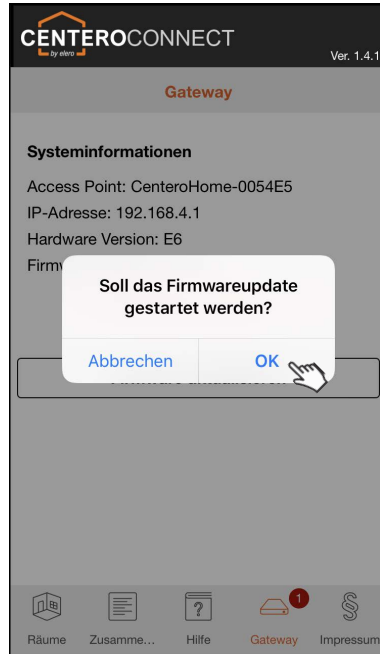 CENTEROCONNECT
by elero
Ver. 1.4.1
Gateway
Systeminformationen
Access Point: CenteroHome-0054E5
IP-Adresse: 192.168.4.1
Hardware Version: E6
Soll das Firmwareupdate
gestartet werden?
Abbrechen OK
1
?
§
Räume Zusamme... Hilfe Gateway Impressum